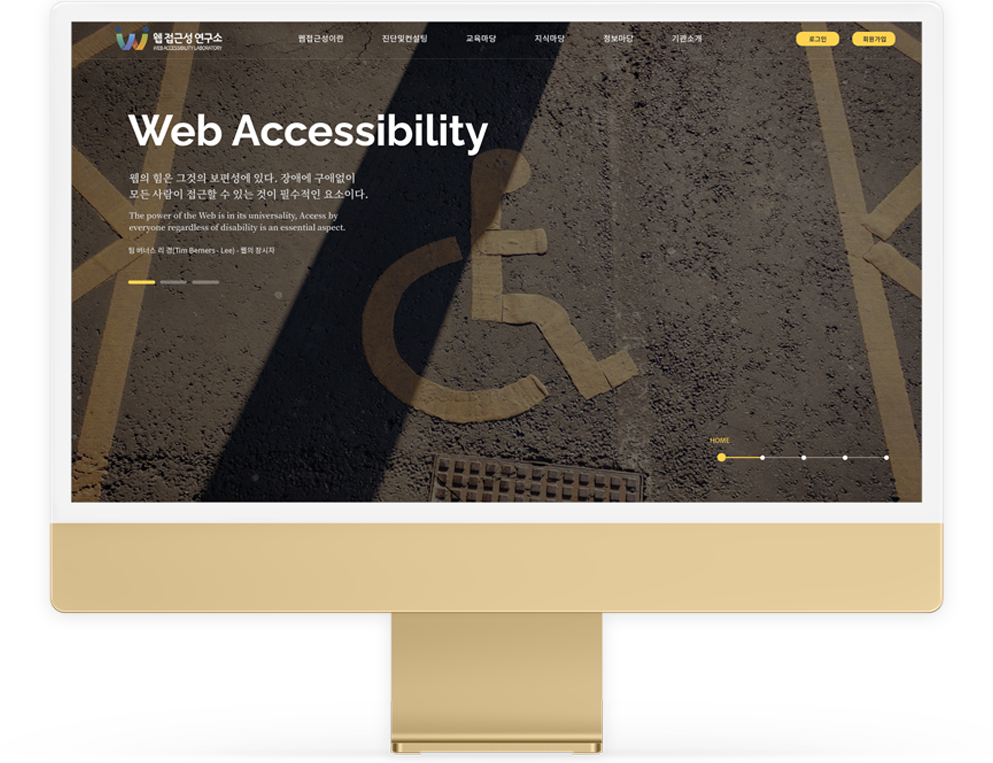 웹 접근성 연구소
WEB ACCESSIBILITY LABORATORY
웹접근성이란 진단및컨설팅 교육마당 지식마당 정보마당 기관소개 로그인 회원가입
Web Accessibility
웹의 힘은 그것의 보편성에 있다. 장애에 구애없이
모든 사람이 접근할 수 있는 것이 필수적인 요소이다.
The power of the Web is in its universality, Access by
everyone regardless of disability is an essential aspect.
팀 버너스 리 경(Tim Berners - Lee) - 웹의 창시자
HOME